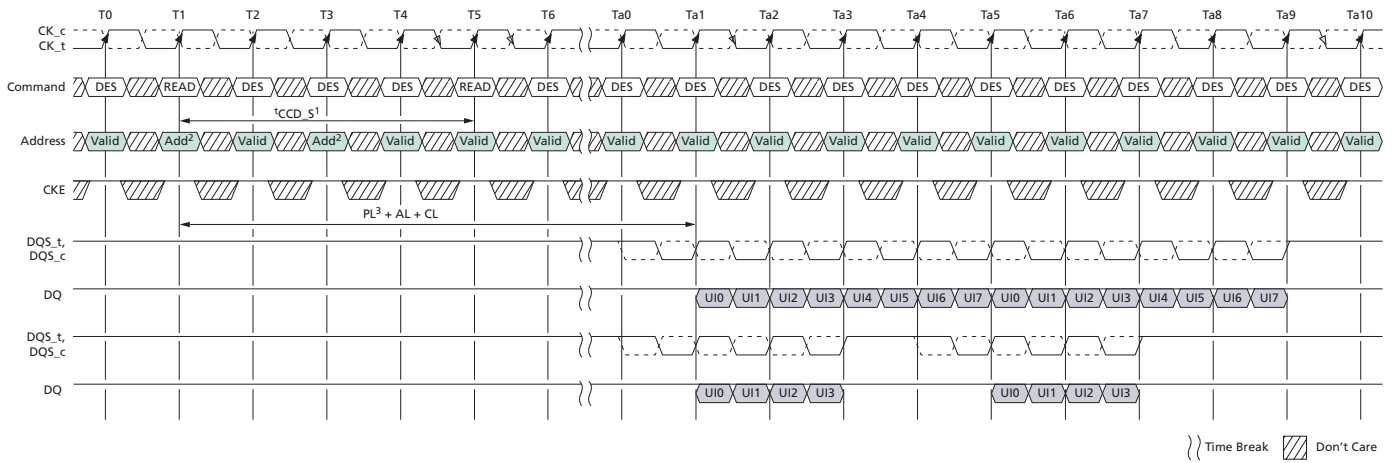 T0 T1 T2 T3 T4 T5 T6 Ta0 Ta1 Ta2 Ta3 Ta4 Ta5 Ta6 Ta7 Ta8 Ta9 Ta10
CK_c
CK_t
Command DES READ DES DES DES READ DES DES DES DES DES DES DES DES DES DES DES DES
tCCD_S1
Address Valid Add2 Valid Add2 Valid Valid Valid Valid Valid Valid Valid Valid Valid Valid Valid Valid Valid Valid
CKE
PL3 + AL + CL
DQS_t,
DQS_c
DQ UI0 UI1 UI2 UI3 UI4 UI5 UI6 UI7 UI0 UI1 UI2 UI3 UI4 UI5 UI6 UI7
DQS_t,
DQS_c
DQ UI0 UI1 UI2 UI3 UI0 UI1 UI2 UI3
Time Break Don't Care